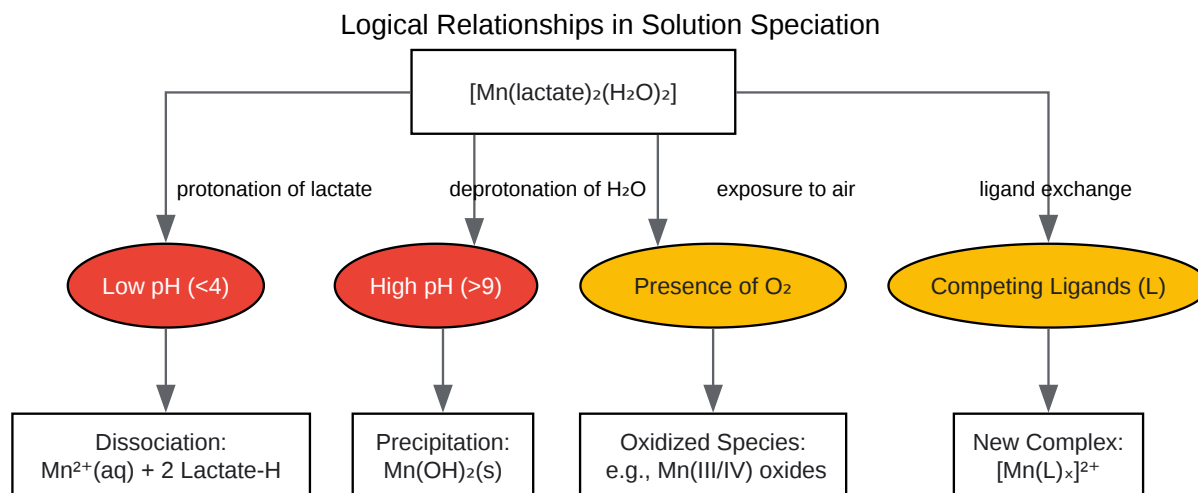 Logical Relationships in Solution Speciation
[Mn(lactate)₂(H₂O)₂]
protonation of lactate
deprotonation of H₂O
exposure to air
ligand exchange
Low pH (<4)
High pH (>9)
Presence of O₂
Competing Ligands (L)
Dissociation:
Mn²⁺(aq) + 2 Lactate-H
Precipitation:
Mn(OH)₂(s)
Oxidized Species:
e.g., Mn(III/IV) oxides
New Complex:
[Mn(L)ₓ]²⁺